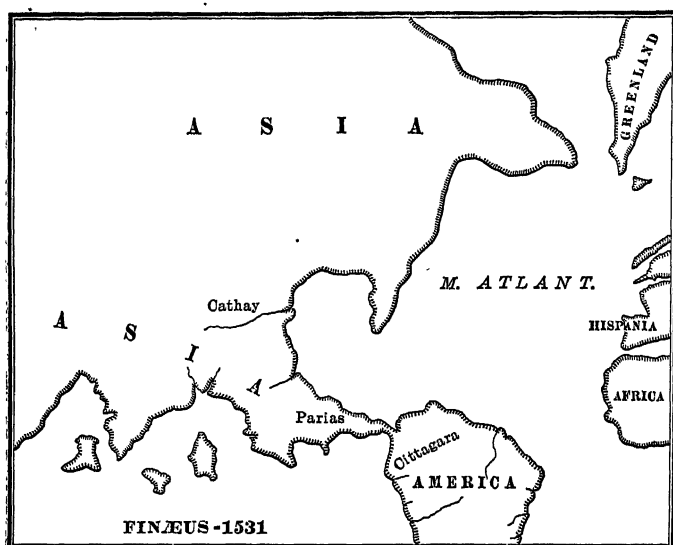 GREENLAND
A S I A
M. ATLANT.
Cathay
HISPANIA
A S I A
AFRICA
Parias
Cittagara
AMERICA
FINÆUS-1531